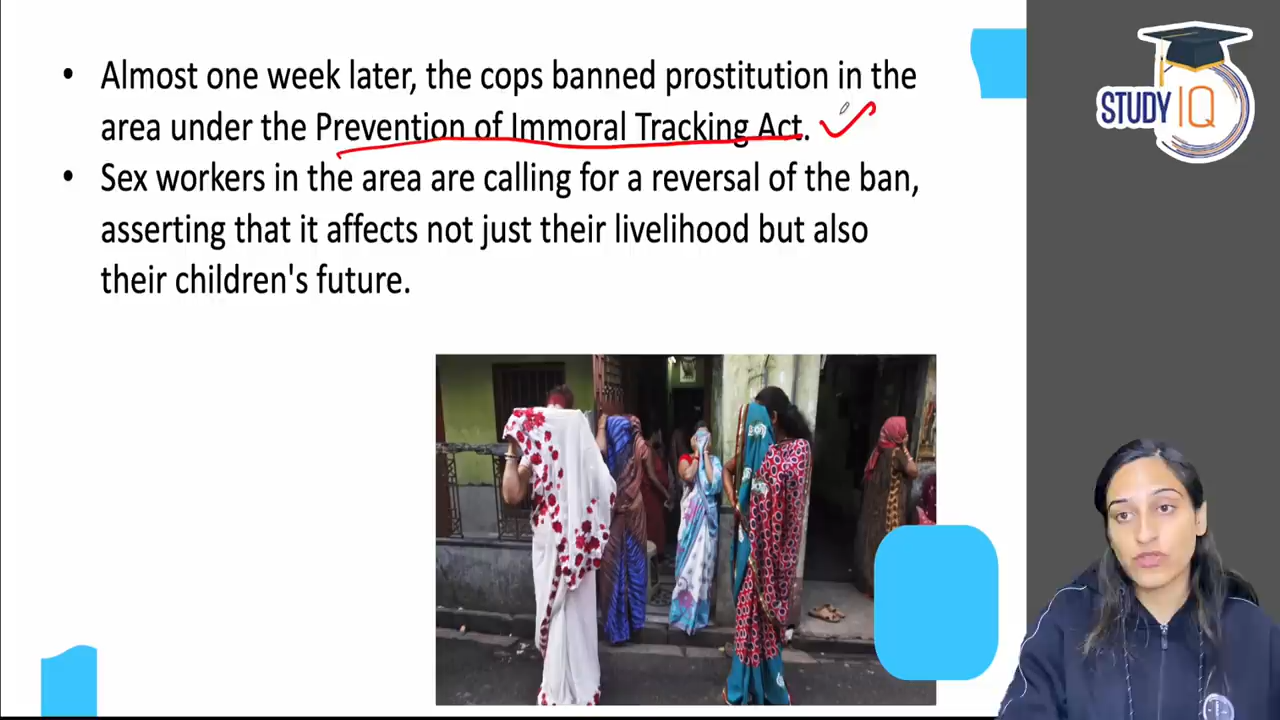 Almost one week later, the cops banned prostitution in the
area under the Prevention of Immoral Tracking Act.
Sex workers in the area are calling for a reversal of the ban,
asserting that it affects not just their livelihood but also
their children's future.
STUDY IQ